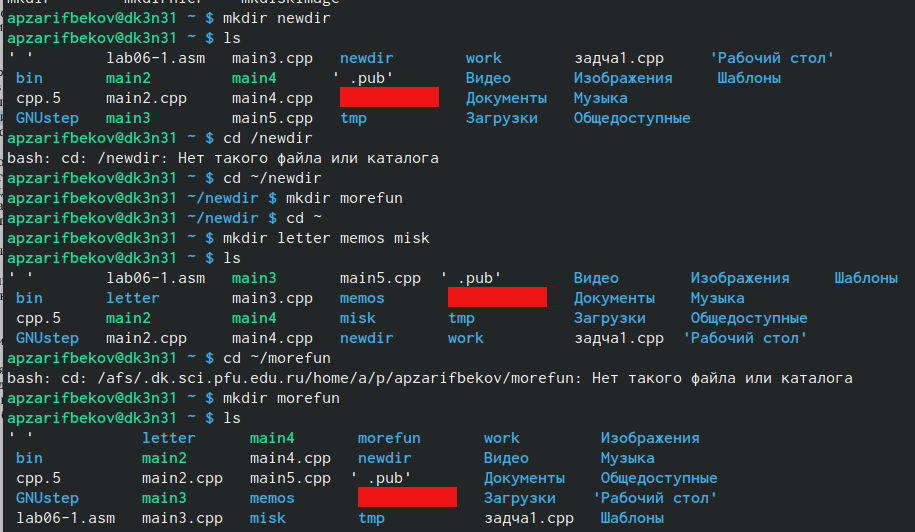 apzarifbekov@dk3n31 ~ $ mkdir newdir
apzarifbekov@dk3n31 ~ $ ls
' ' lab06-1.asm main3.cpp newdir work задча1.cpp 'Рабочий стол'
bin main2 main4 ' .pub' Видео Изображения Шаблоны
cpp.5 main2.cpp main4.cpp Документы Музыка
GNUstep main3 main5.cpp tmp Загрузки Общедоступные
apzarifbekov@dk3n31 ~ $ cd /newdir
bash: cd: /newdir: Нет такого файла или каталога
apzarifbekov@dk3n31 ~ $ cd ~/newdir
apzarifbekov@dk3n31 ~/newdir $ mkdir morefun
apzarifbekov@dk3n31 ~/newdir $ cd ~
apzarifbekov@dk3n31 ~ $ mkdir letter memos misk
apzarifbekov@dk3n31 ~ $ ls
' ' lab06-1.asm main3 main5.cpp ' .pub' Видео Изображения Шаблоны
bin letter main3.cpp memos Документы Музыка
cpp.5 main2 main4 misk tmp Загрузки Общедоступные
GNUstep main2.cpp main4.cpp newdir work задча1.cpp 'Рабочий стол'
apzarifbekov@dk3n31 ~ $ cd ~/morefun
bash: cd: /afs/.dk.sci.pfu.edu.ru/home/a/p/apzarifbekov/morefun: Нет такого файла или каталога
apzarifbekov@dk3n31 ~ $ mkdir morefun
apzarifbekov@dk3n31 ~ $ ls
' ' letter main4 morefun work Изображения
bin main2 main4.cpp newdir Видео Музыка
cpp.5 main2.cpp main5.cpp ' .pub' Документы Общедоступные
GNUstep main3 memos Загрузки 'Рабочий стол'
lab06-1.asm main3.cpp misk tmp задча1.cpp Шаблоны